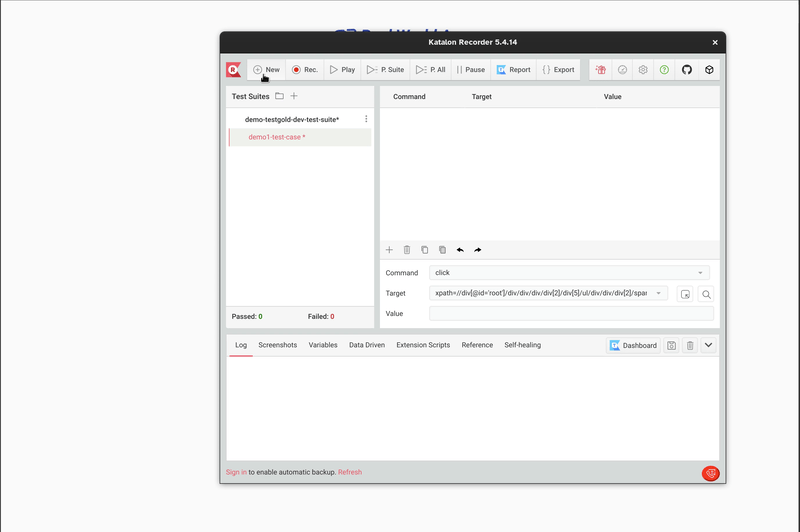 Katalon Recorder 5.4.14
R New Rec. Play P. Suite P. All Pause Report { } Export
Test Suites
Command Target Value
demo-testgold-dev-test-suite*
demo1-test-case *
Command click
Target xpath=//div[@id='root']/div/div/div/div[2]/div[5]/ul/div/div/div[2]/spar
Value
Passed: 0 Failed: 0
Log Screenshots Variables Data Driven Extension Scripts Reference Self-healing Dashboard
Sign in to enable automatic backup. Refresh